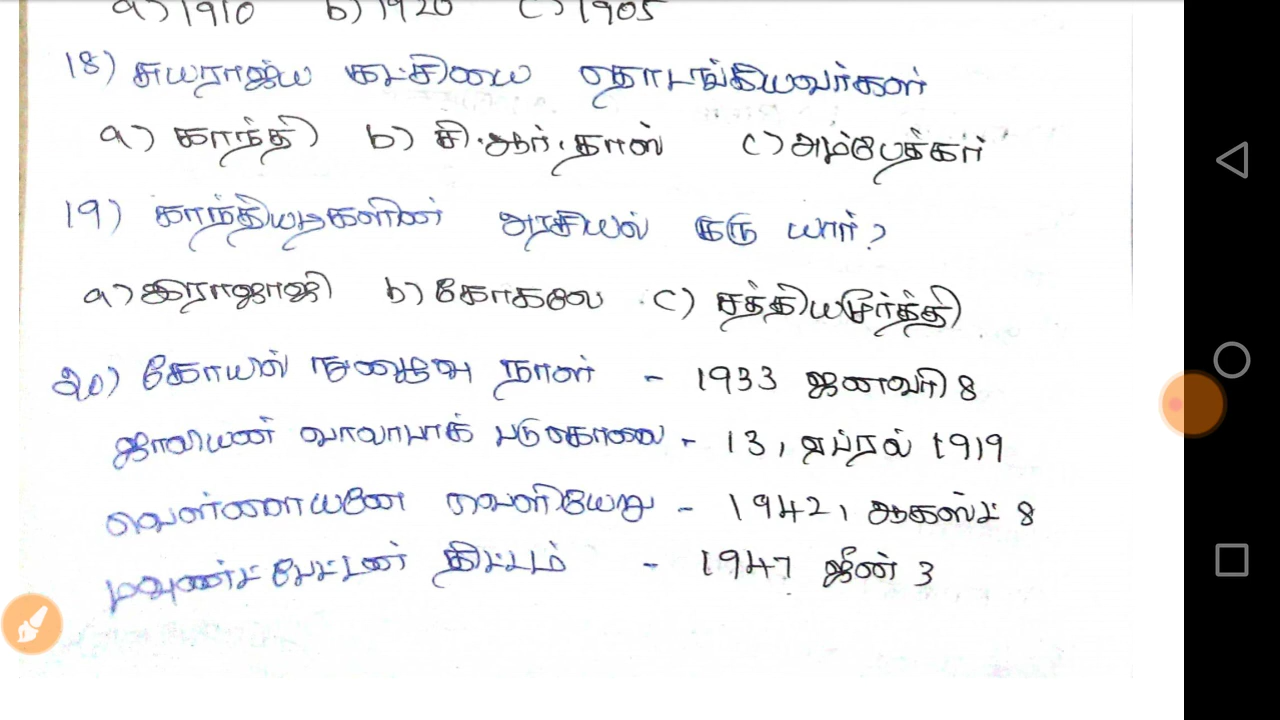 a) 1910 b) 1920 c) 1905
18) சுயராஜ்ய கட்சியை தொடங்கியவர்கள்
a) காந்தி b) சி.ஆர்.தாஸ் c) அம்பேத்கார்
19) காந்தியடிகளின் அரசியல் குரு யார்?
a) இராஜாஜி b) கோகலே c) சத்தியமூர்த்தி
20) கோயில் நுழைவு நாள் - 1933 ஜனவரி 8
ஜாலியன் வாலாபாக் படுகொலை - 13, ஏப்ரல் 1919
வெள்ளையனே வெளியேறு - 1942, ஆகஸ்ட் 8
மவுண்ட் பேட்டன் திட்டம் - 1947 ஜீன் 3